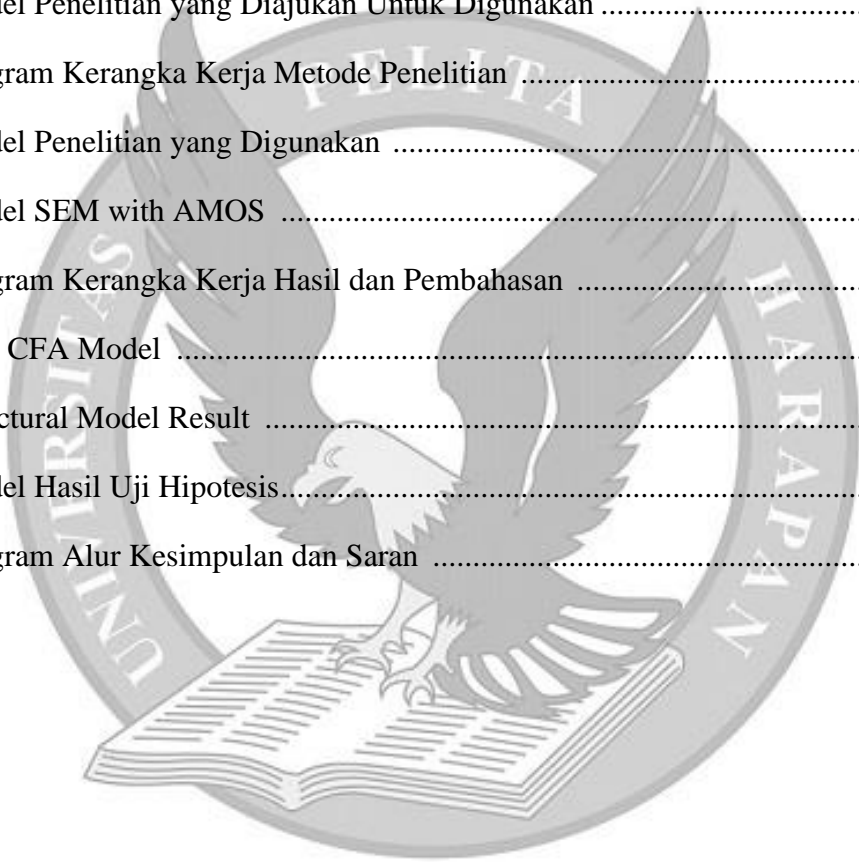 del Penelitian yang Diajukan Untuk Digunakan ..................................
gram Kerangka Kerja Metode Penelitian ............................................
del Penelitian yang Digunakan ............................................................
del SEM with AMOS ...........................................................................
gram Kerangka Kerja Hasil dan Pembahasan .....................................
CFA Model ..........................................................................................
ctural Model Result .............................................................................
del Hasil Uji Hipotesis..........................................................................
gram Alur Kesimpulan dan Saran .......................................................
UNIVERSITAS PELITA HARAPAN